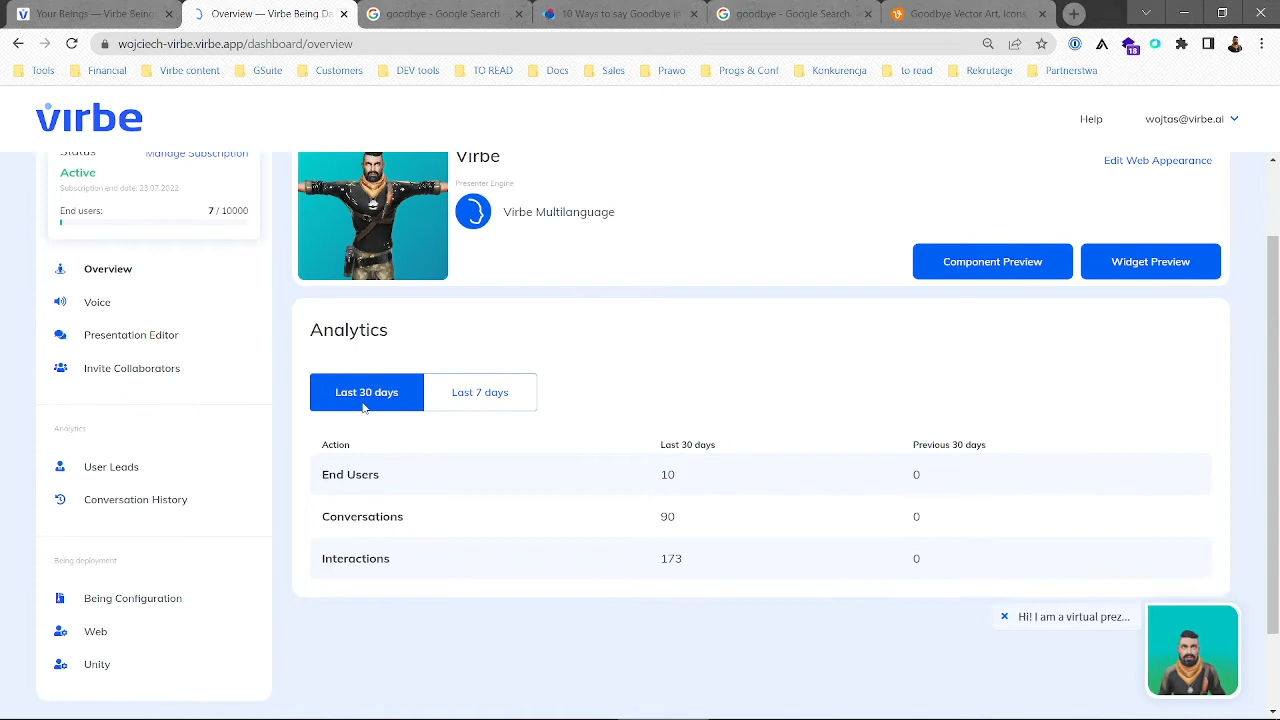 Your Beings – Virbe Being
Overview — Virbe Being Da
goodbye - Google Search
10 Ways to say Goodbye in
goodbye - Google Search
Goodbye Vector Art, Icons,
wojciech-virbe.virbe.app/dashboard/overview
18
Tools
Financial
Virbe content
GSuite
Customers
DEV tools
TO READ
Docs
Sales
Prawo
Progs & Conf
Konkurencja
to read
Rekrutacje
Partnerstwa
virbe
Help
wojtas@virbe.ai
Status
Manage Subscription
Active
Subscription end date: 23.07.2022
End users:
7 / 10000
Overview
Voice
Presentation Editor
Invite Collaborators
Analytics
User Leads
Conversation History
Being deployment
Being Configuration
Web
Unity
Virbe
Edit Web Appearance
Presenter Engine
Virbe Multilanguage
Component Preview
Widget Preview
Analytics
Last 30 days
Last 7 days
Action
Last 30 days
Previous 30 days
End Users
10
0
Conversations
90
0
Interactions
173
0
Hi! I am a virtual prez...